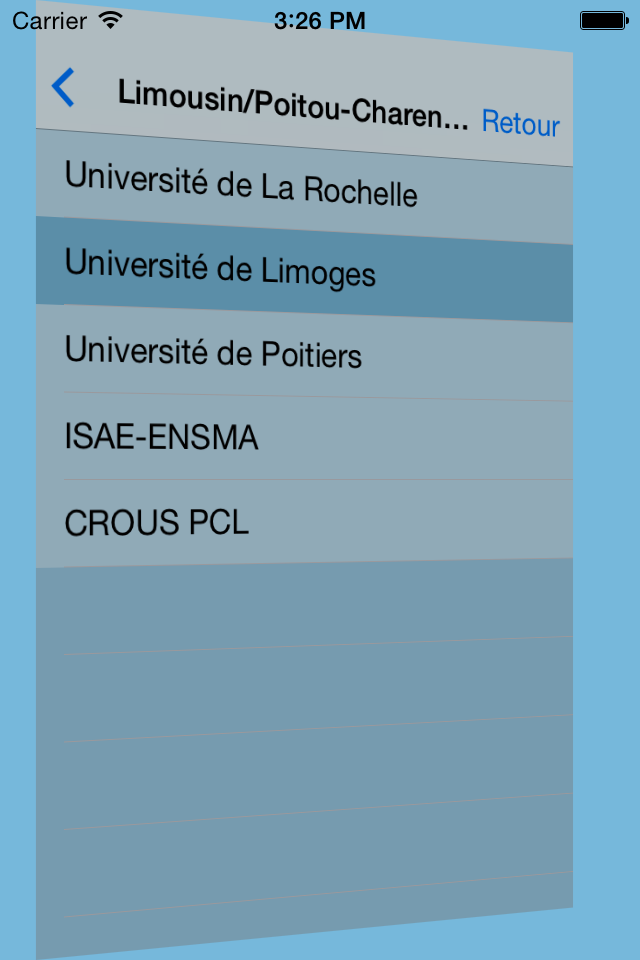 Carrier 3:26 PM
Limousin/Poitou-Charen... Retour
Université de La Rochelle
Université de Limoges
Université de Poitiers
ISAE-ENSMA
CROUS PCL